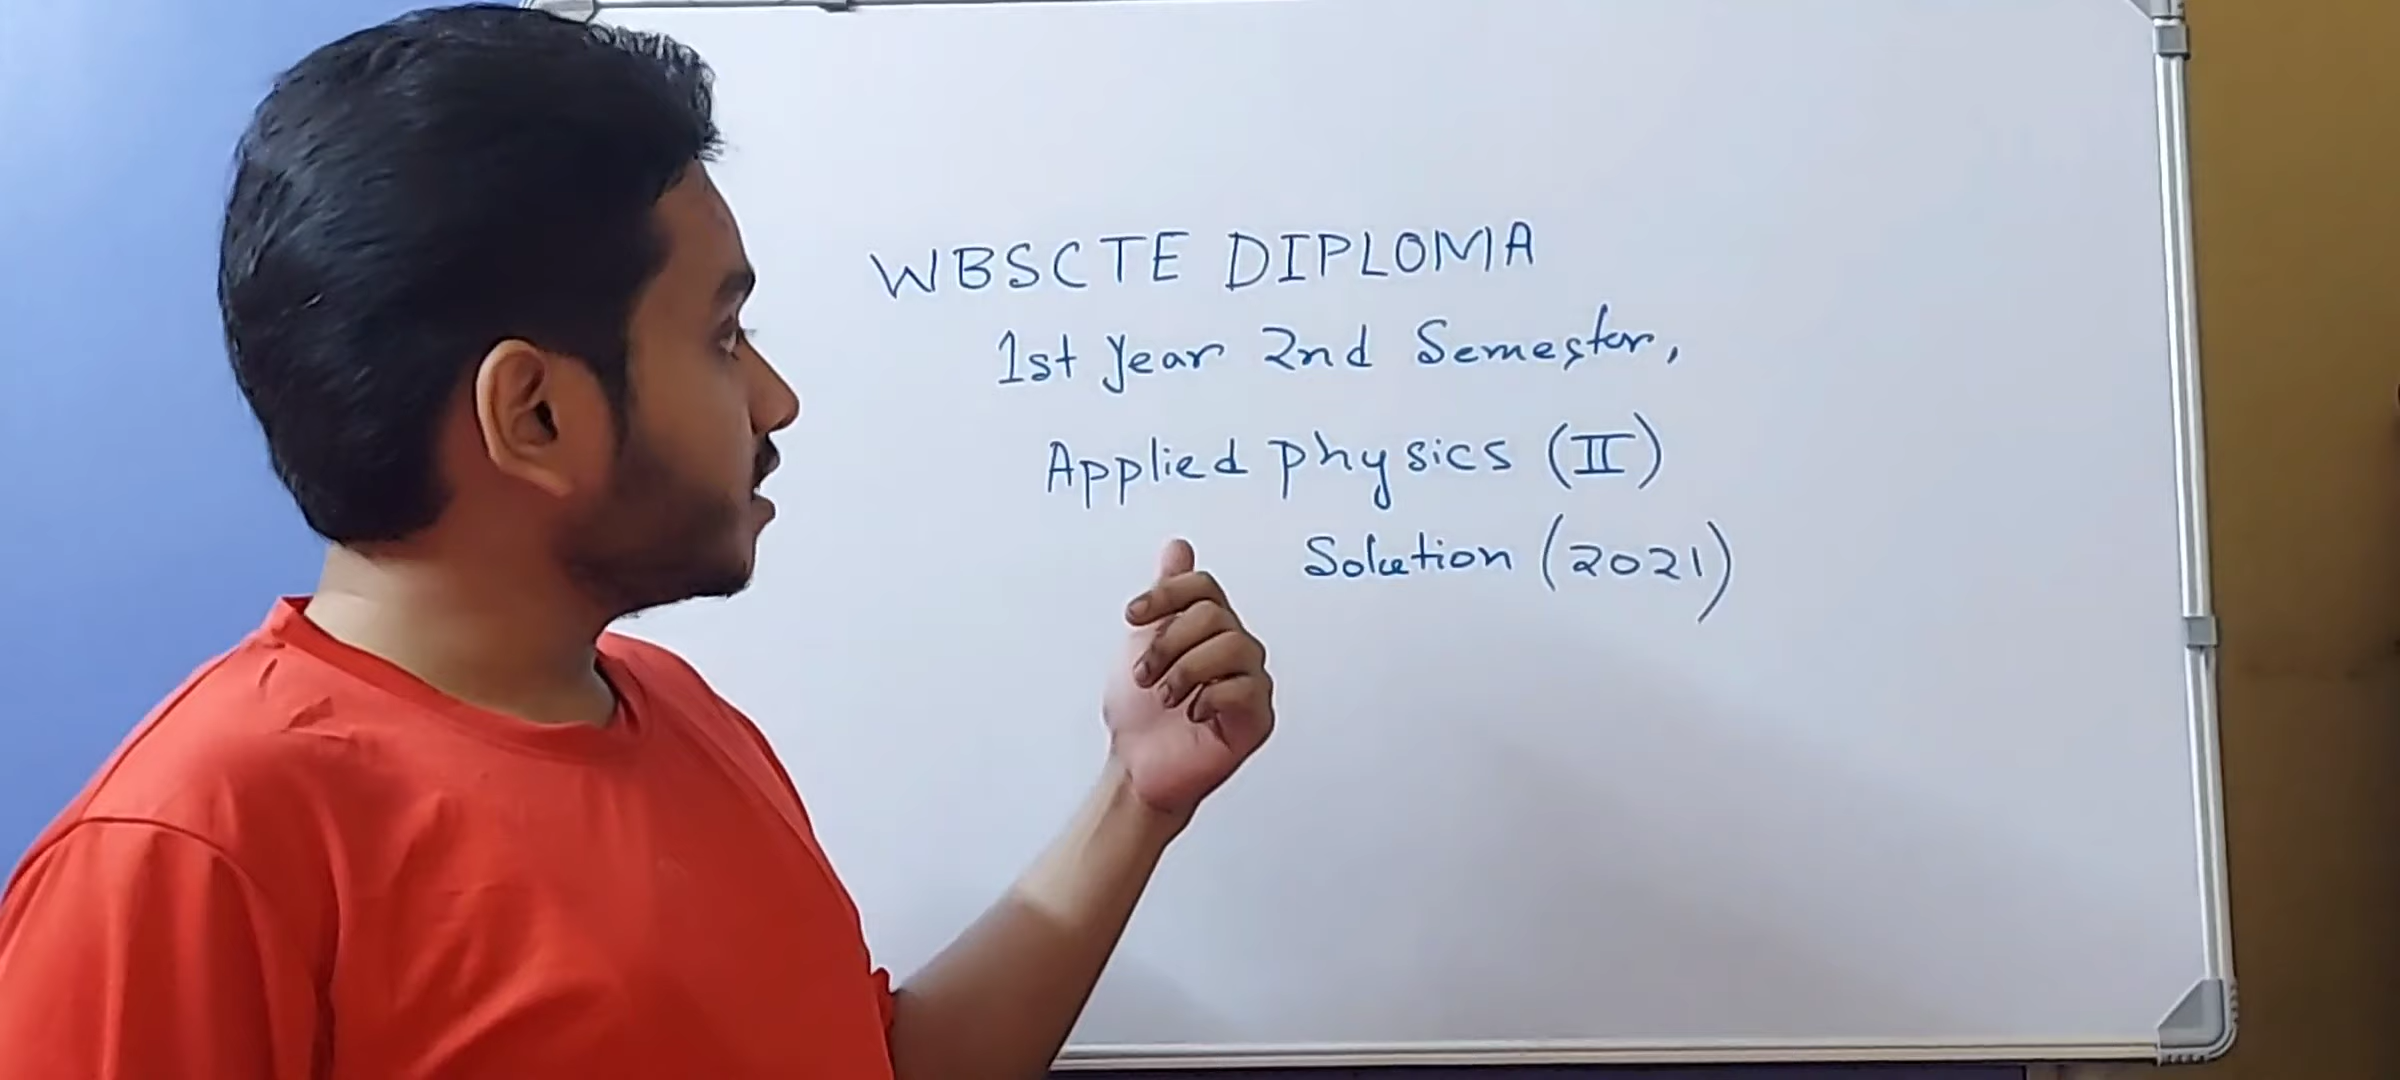 WBSCTE DIPLOMA
1st Year 2nd Semester,
Applied physics (II)
Solution (2021)